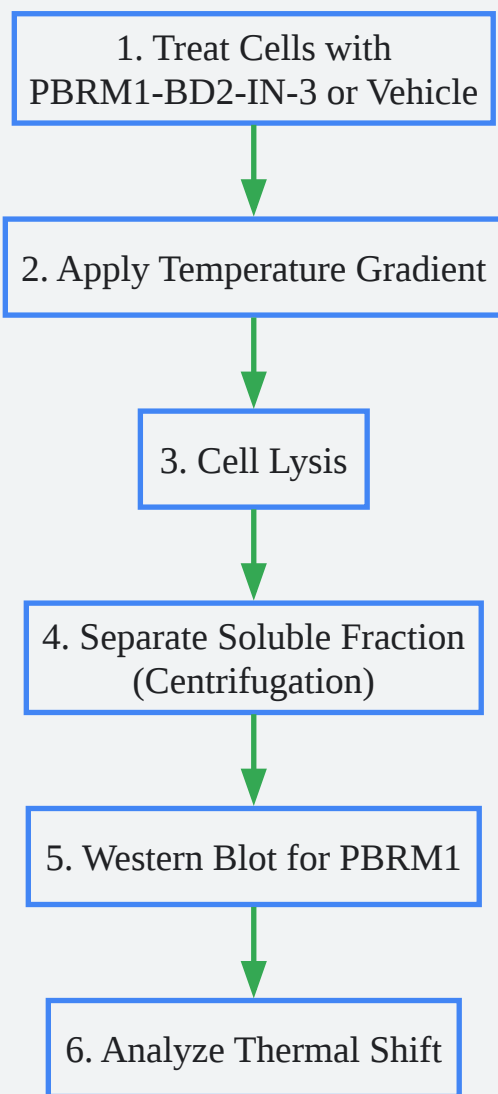 1. Treat Cells with
PBRM1-BD2-IN-3 or Vehicle
2. Apply Temperature Gradient
3. Cell Lysis
4. Separate Soluble Fraction
(Centrifugation)
5. Western Blot for PBRM1
6. Analyze Thermal Shift